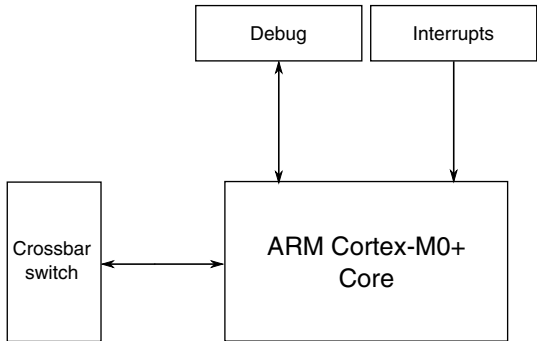 Debug
Interrupts
Crossbar
switch
ARM Cortex-M0+
Core